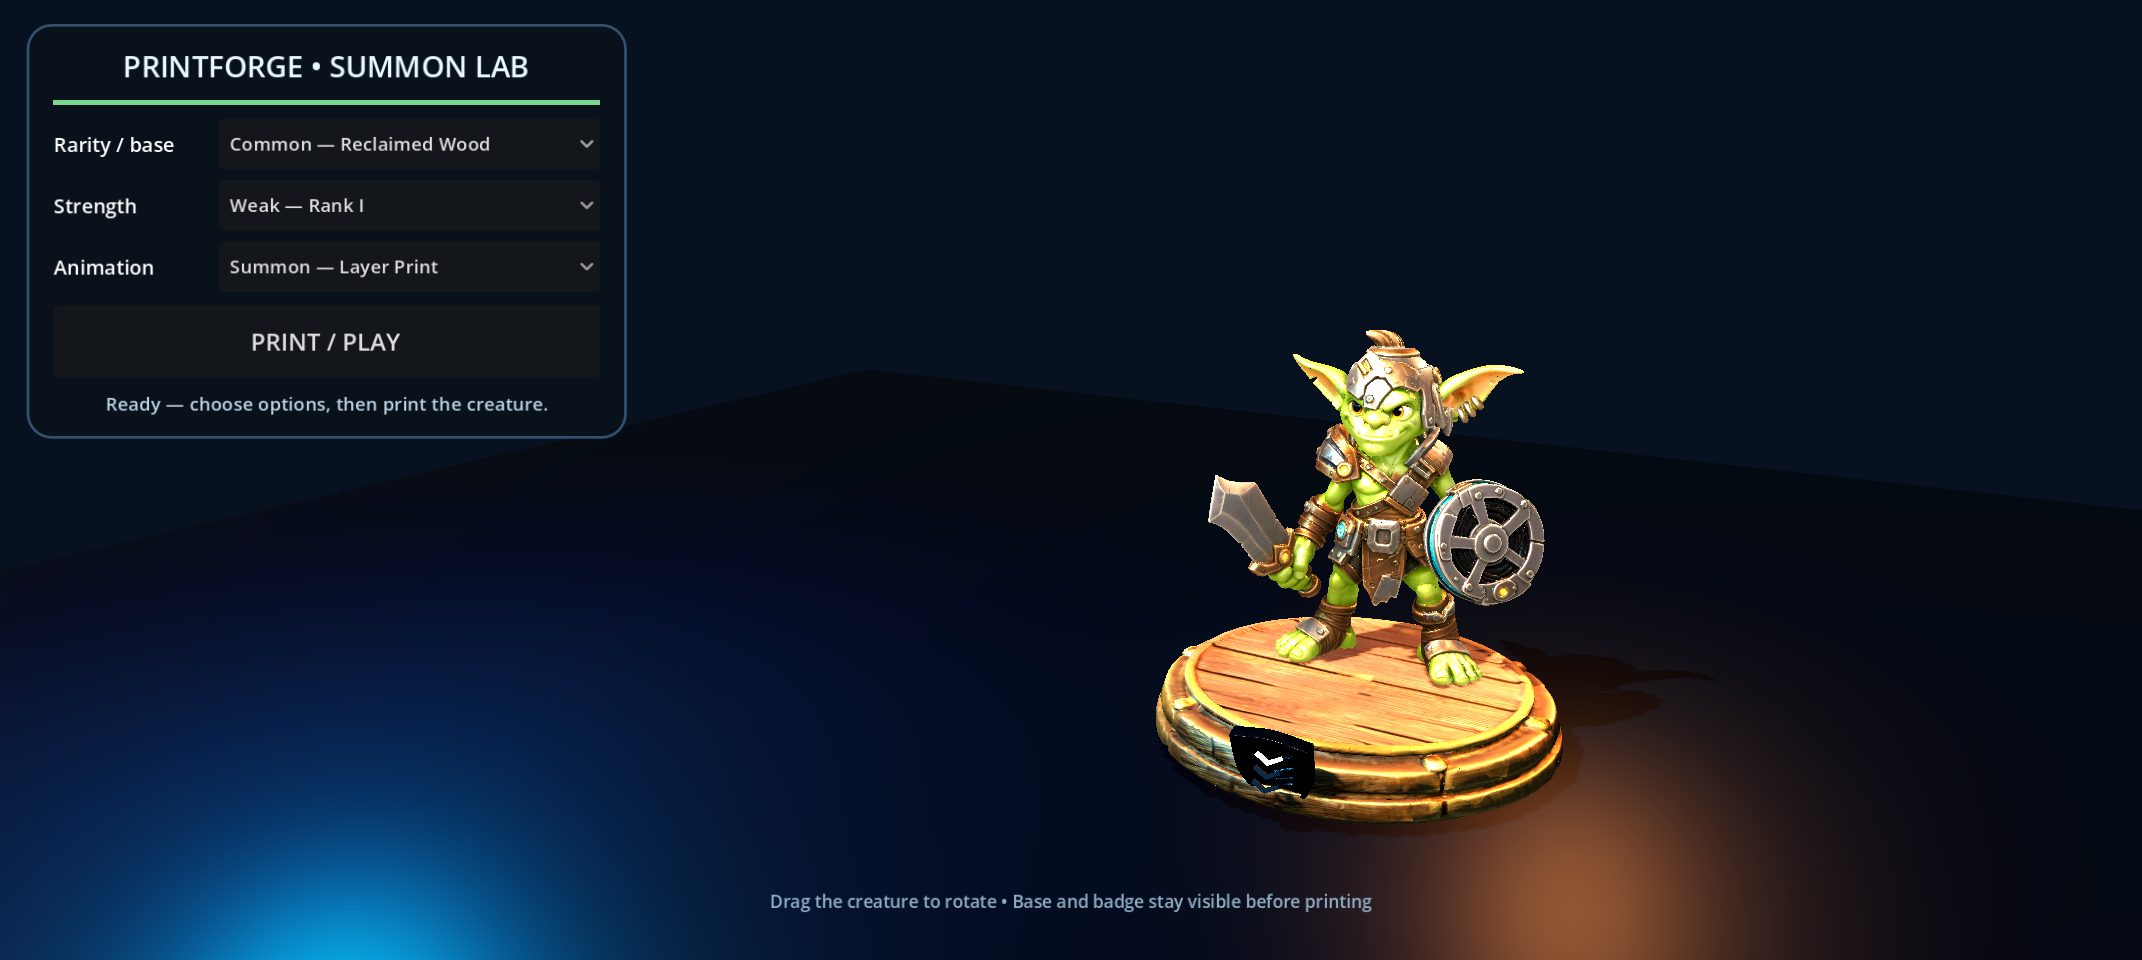 PRINTFORGE • SUMMON LAB
Rarity / base
Common — Reclaimed Wood
Strength
Weak — Rank I
Animation
Summon — Layer Print
PRINT / PLAY
Ready — choose options, then print the creature.
Drag the creature to rotate • Base and badge stay visible before printing